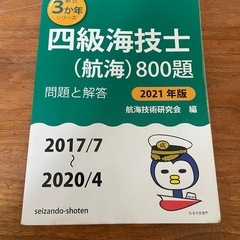 3か年
シリーズ
四級海技士
（航海）800題
問題と解答
2021年版
航海技術研究会 編
2017/7
～
2020/4
seizando-shoten